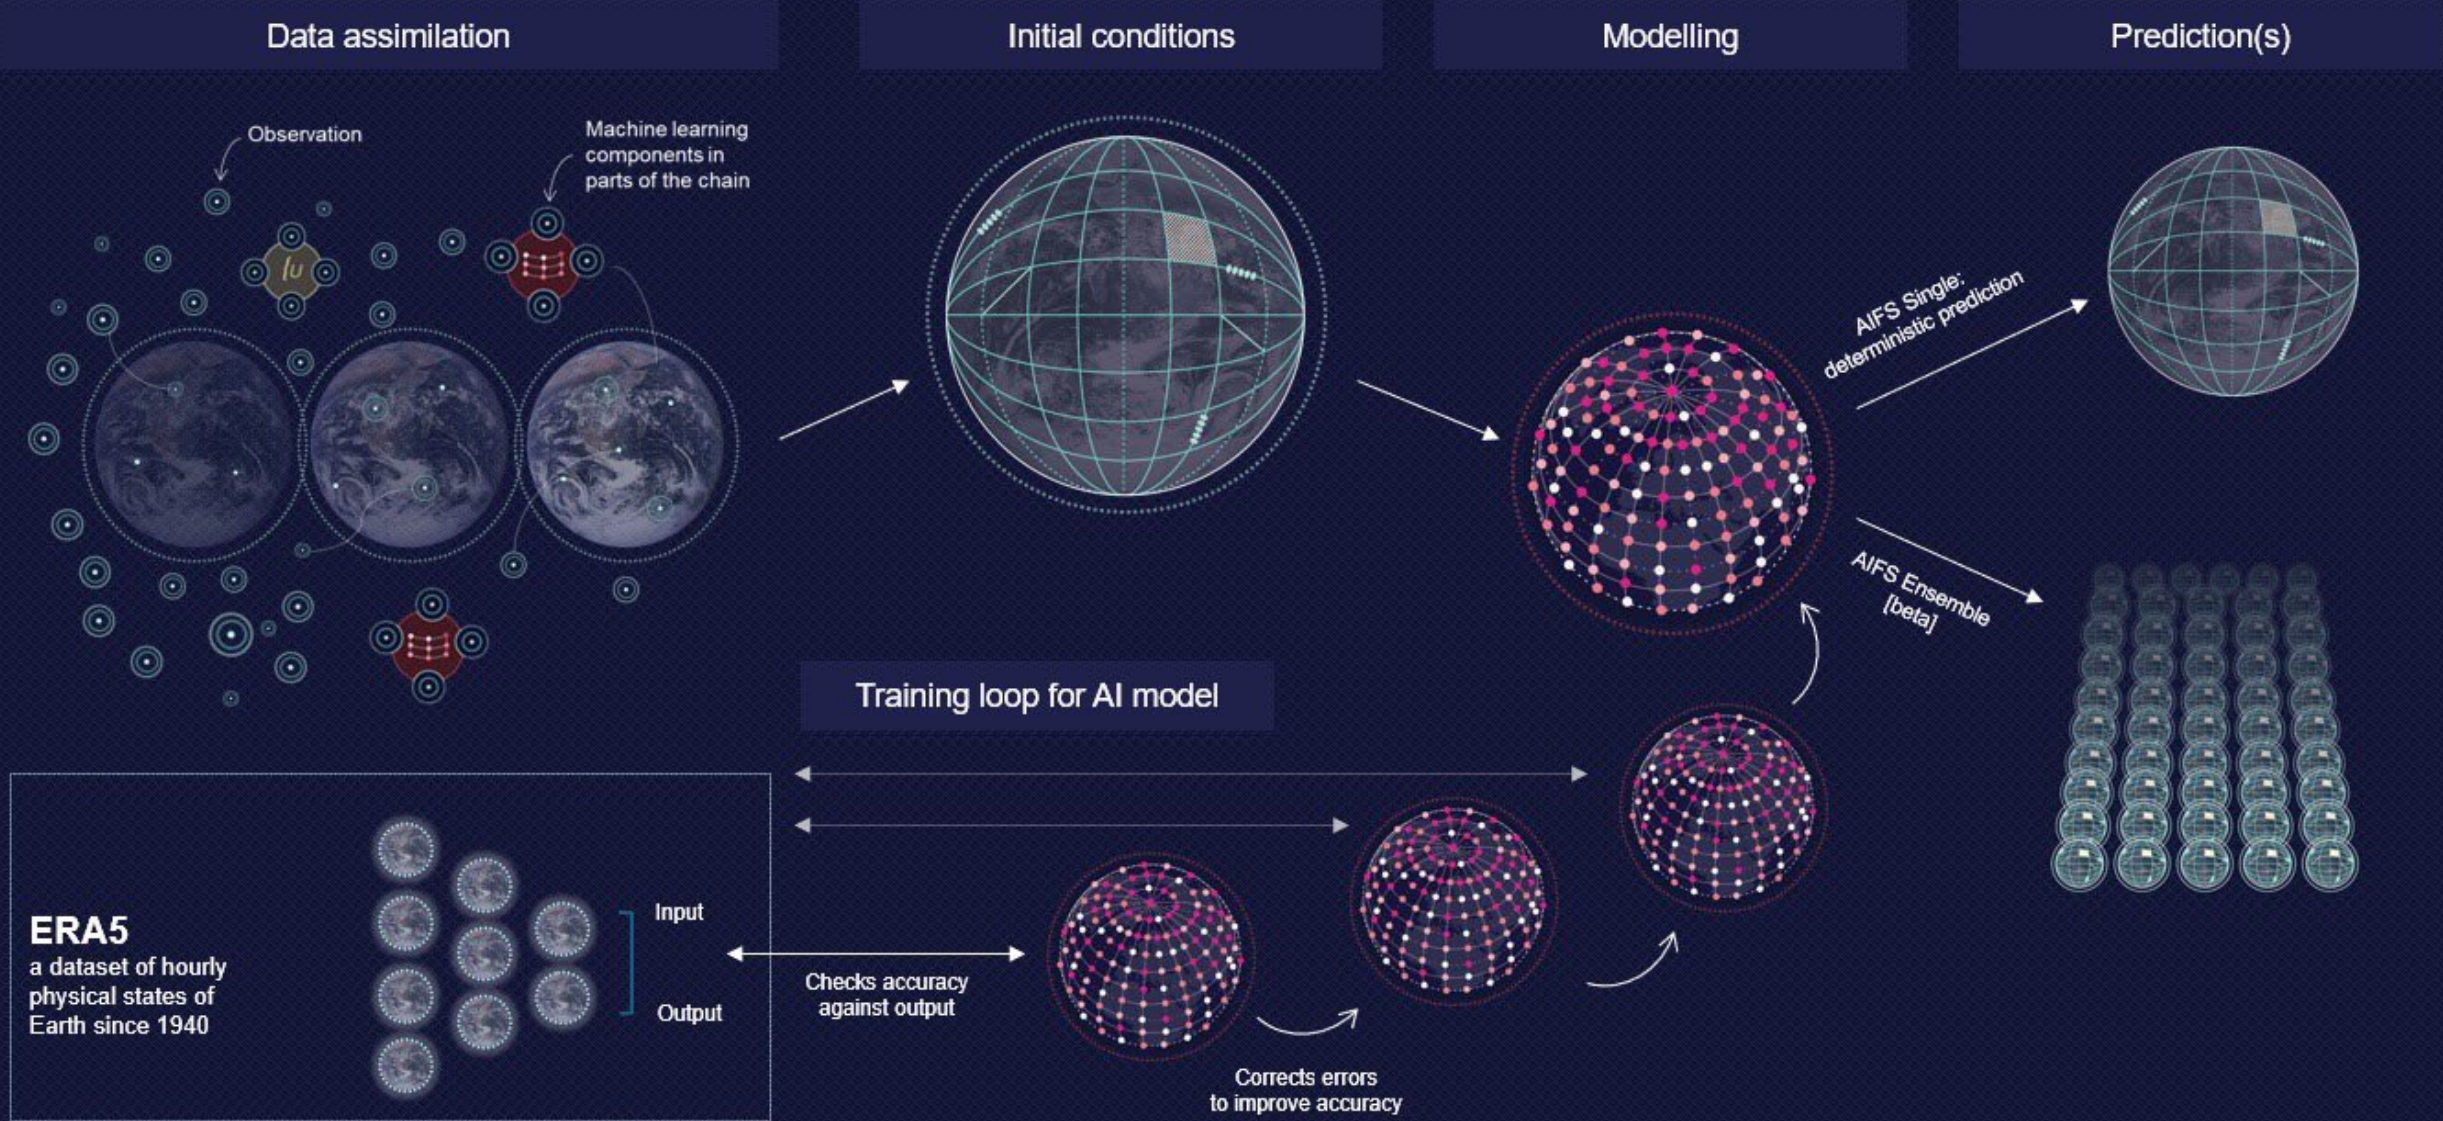 Data assimilation
Initial conditions
Modelling
Prediction(s)
Observation
Machine learning
components in
parts of the chain
AIFS Single:
deterministic prediction
AIFS Ensemble
[beta]
Training loop for AI model
ERA5
a dataset of hourly
physical states of
Earth since 1940
Input
Output
Checks accuracy
against output
Corrects errors
to improve accuracy